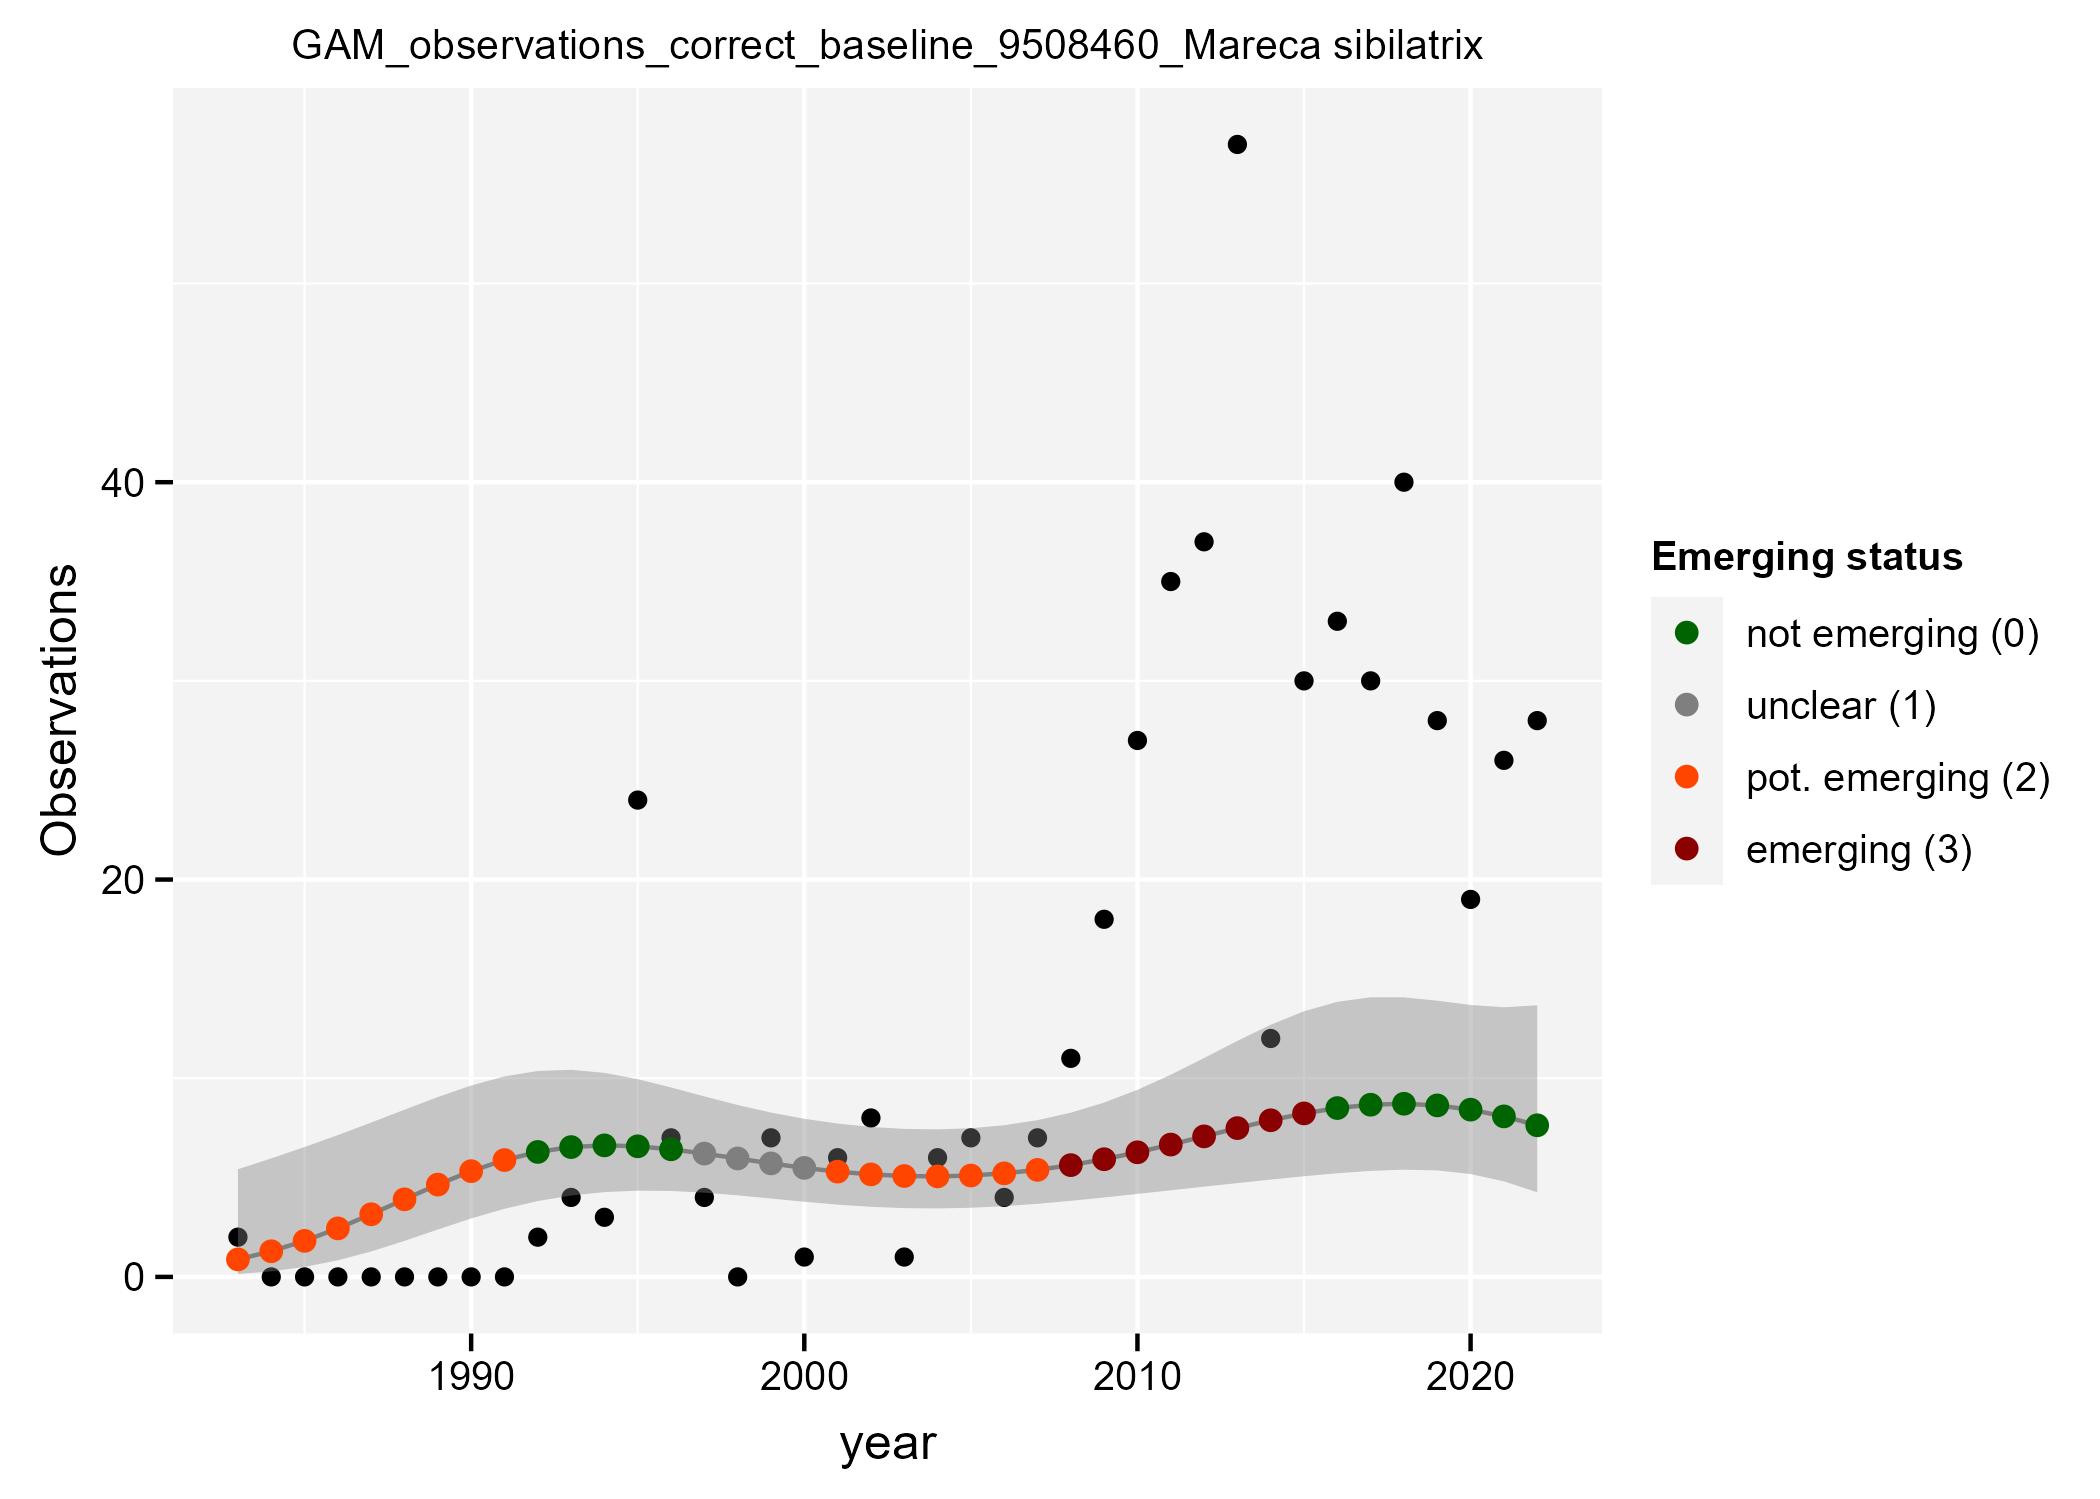 GAM_observations_correct_baseline_9508460_Mareca sibilatrix
Observations
40
20
0
1990
2000
2010
2020
year
Emerging status
not emerging (0)
unclear (1)
pot. emerging (2)
emerging (3)